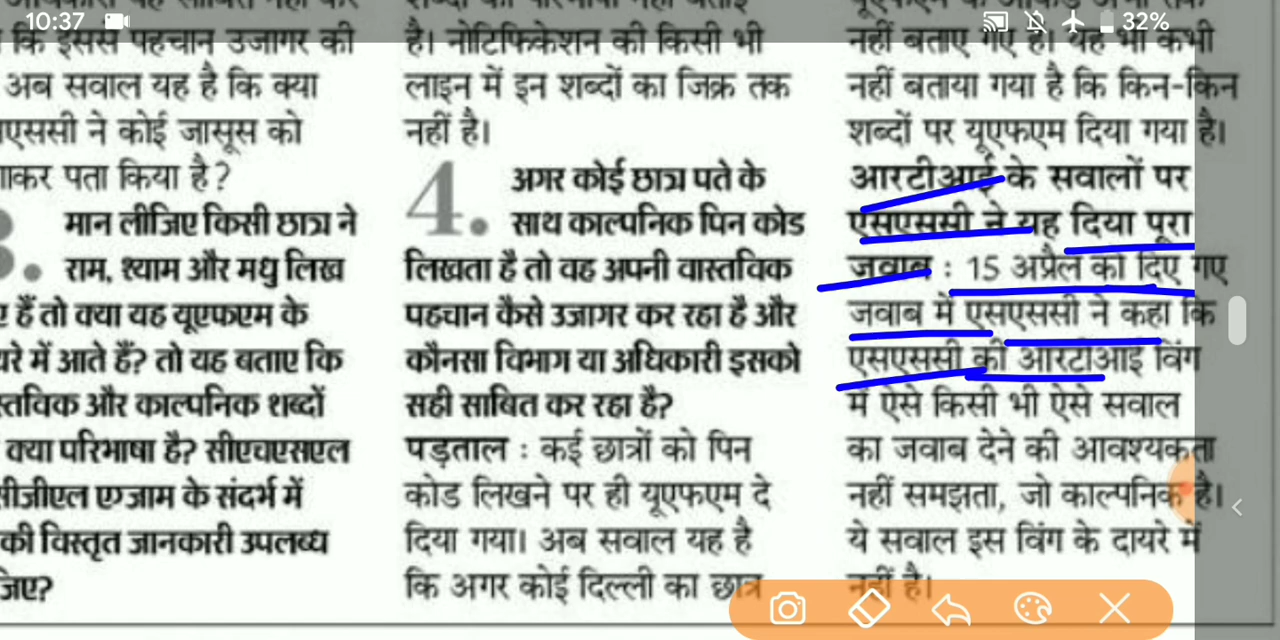 10:37
32%
कि इससे पहचान उजागर की
अब सवाल यह है कि क्या
एससी ने कोई जासूस को
पता किया है?
मान लीजिए किसी छात्र ने
राम, श्याम और मधु लिख
हैं तो क्या यह यूएफएम के
में आते हैं? तो यह बताए कि
और काल्पनिक शब्दों
क्या परिभाषा है? सीएचएसएल
एग्जाम के संदर्भ में
की विस्तृत जानकारी उपलब्ध
है। नोटिफिकेशन की किसी भी
लाइन में इन शब्दों का जिक्र तक
नहीं है।
4. अगर कोई छात्र पते के
साथ काल्पनिक पिन कोड
लिखता है तो वह अपनी वास्तविक
पहचान कैसे उजागर कर रहा है और
कौनसा विभाग या अधिकारी इसको
सही साबित कर रहा है?
पड़ताल : कई छात्रों को पिन
कोड लिखने पर ही यूएफएम दे
दिया गया। अब सवाल यह है
कि अगर कोई दिल्ली का छात्र
नहीं बताए गए है। यह भी कभी
नहीं बताया गया है कि किन-किन
शब्दों पर यूएफएम दिया गया है।
आरटीआई के सवालों पर
एसएससी ने यह दिया पूरा
जवाब : 15 अप्रैल को दिए गए
जवाब में एसएससी ने कहा कि
एसएससी की आरटीआई विंग
में ऐसे किसी भी ऐसे सवाल
का जवाब देने की आवश्यकता
नहीं समझता, जो काल्पनिक है।
ये सवाल इस विंग के दायरे में
नहीं है।